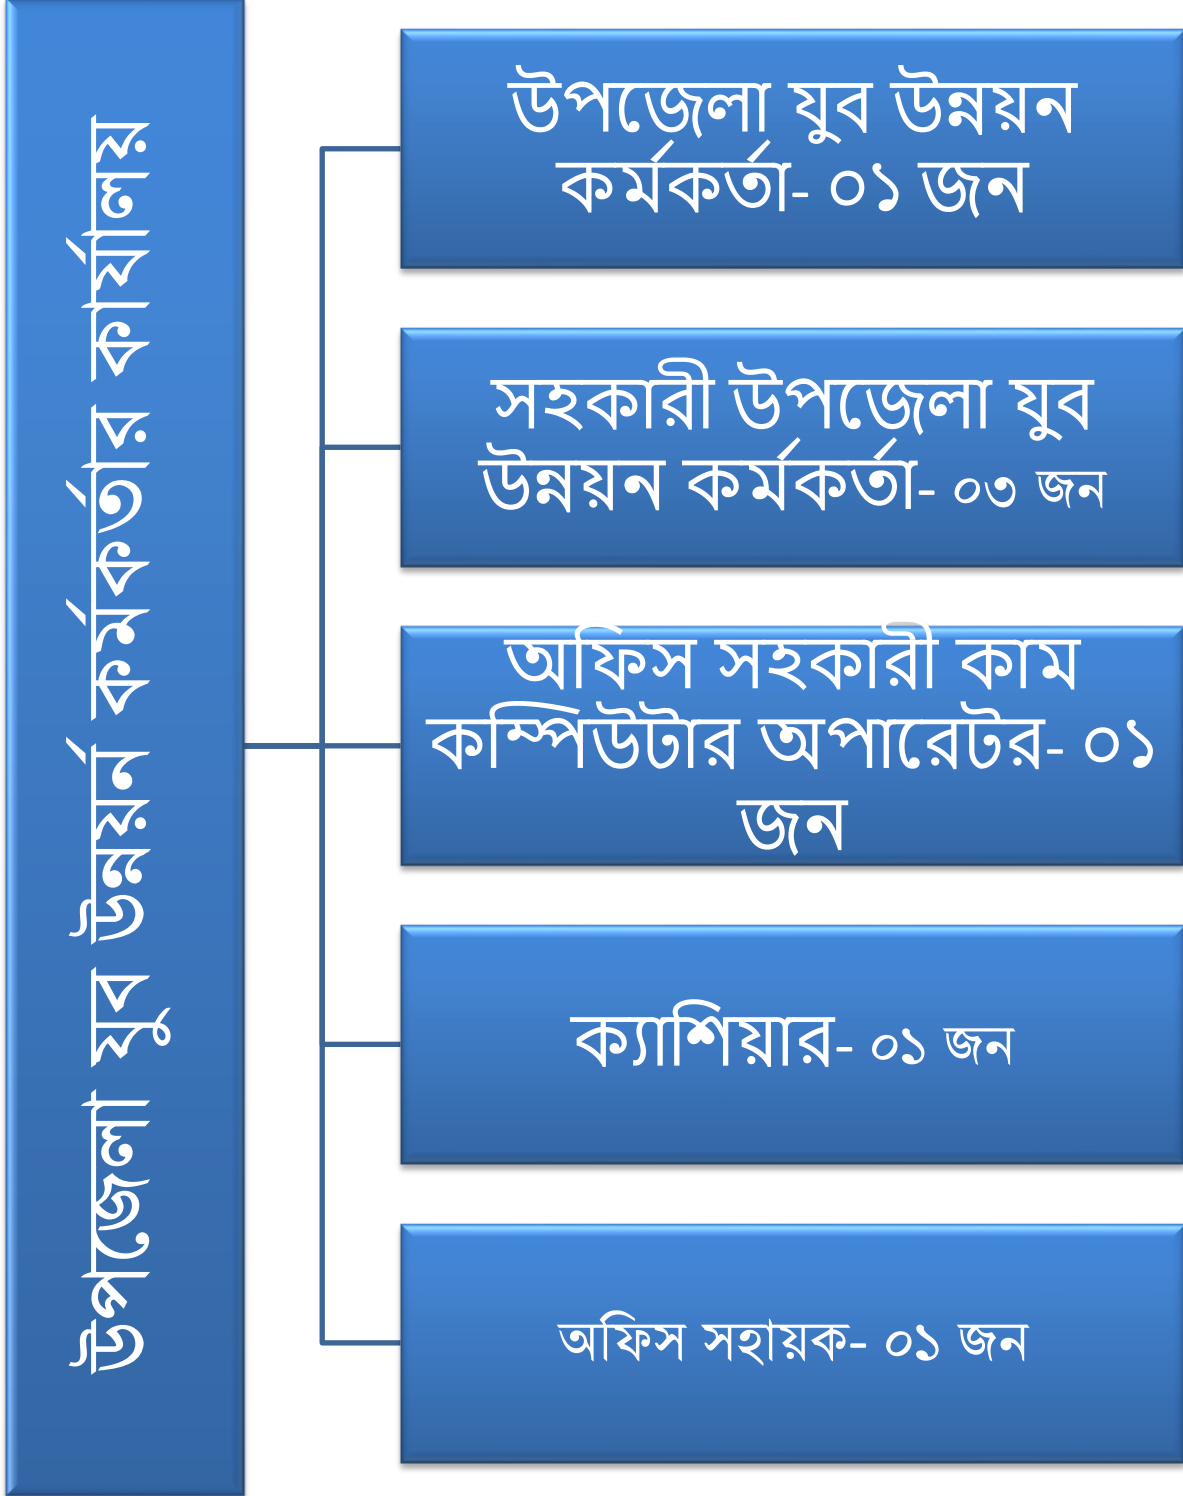 উপজেলা যুব উন্নয়ন কর্মকর্তার কার্যালয়
উপজেলা যুব উন্নয়ন
কর্মকর্তা- ০১ জন
সহকারী উপজেলা যুব
উন্নয়ন কর্মকর্তা- ০৩ জন
অফিস সহকারী কাম
কম্পিউটার অপারেটর- ০১
জন
ক্যাশিয়ার- ০১ জন
অফিস সহায়ক- ০১ জন